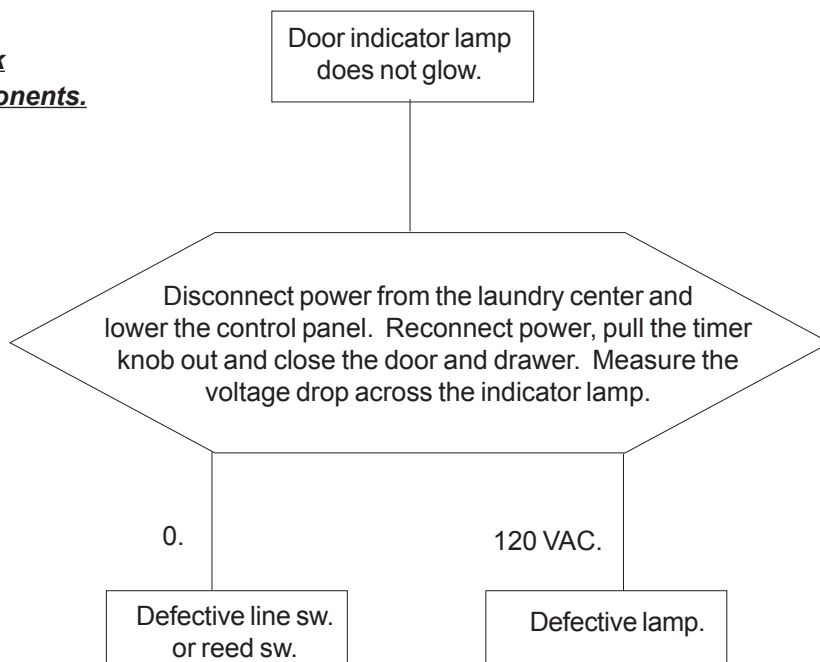 Door indicator lamp
does not glow.
onents.
Disconnect power from the laundry center and
lower the control panel. Reconnect power, pull the timer
knob out and close the door and drawer. Measure the
voltage drop across the indicator lamp.
0.
120 VAC.
Defective line sw.
or reed sw.
Defective lamp.